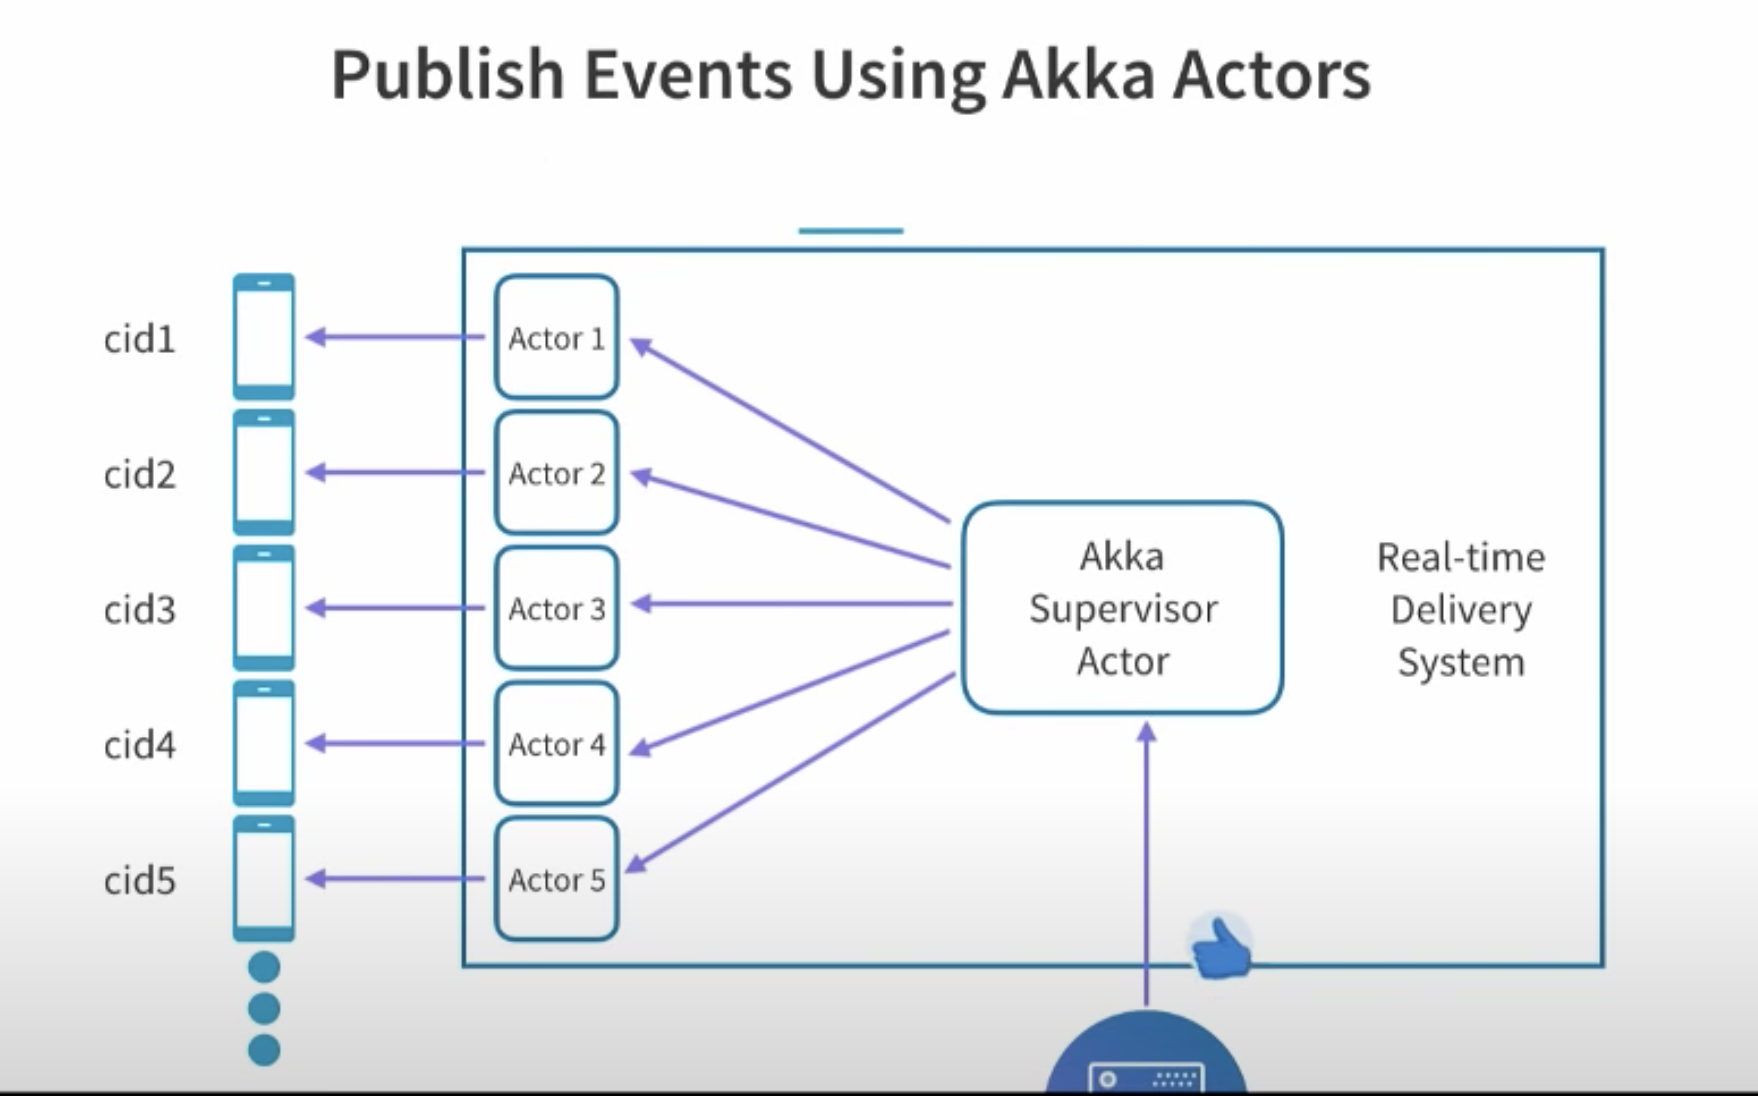 Publish Events Using Akka Actors
cid1
Actor 1
cid2
Actor 2
cid3
Actor 3
cid4
Actor 4
cid5
Actor 5
Akka
Supervisor
Actor
Real-time
Delivery
System